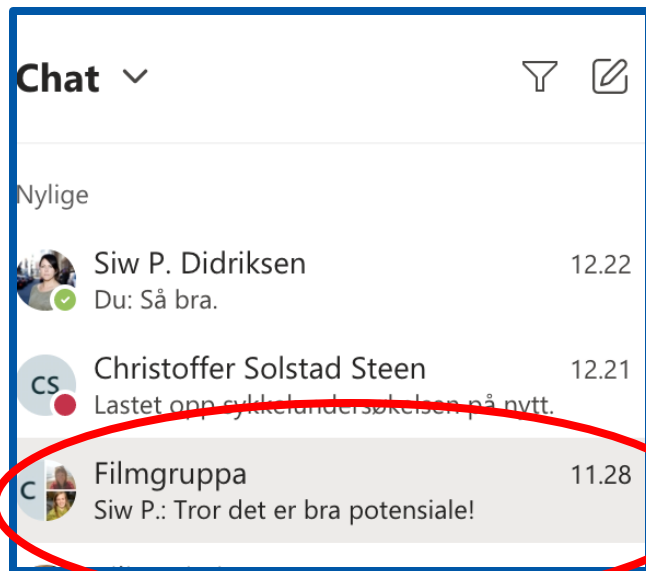 Chat
Nylige
Siw P. Didriksen 12.22
Du: Så bra.
CS Christoffer Solstad Steen 12.21
Lastet opp sykkelundersøkelsen på nytt.
C Filmgruppa 11.28
Siw P.: Tror det er bra potensiale!